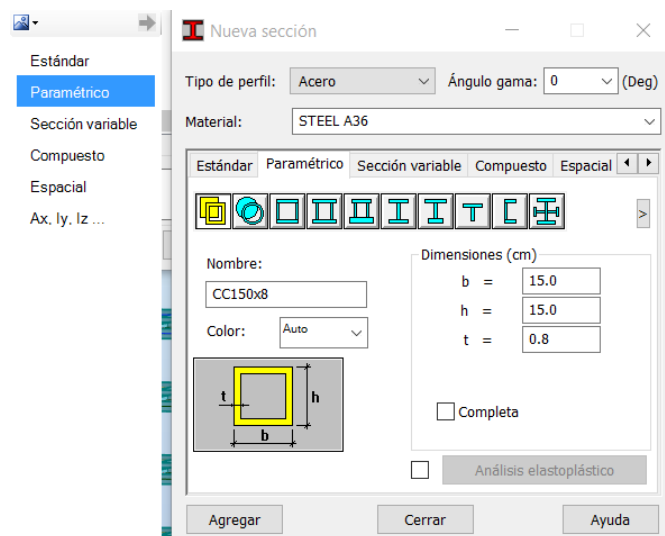 Estándar
Paramétrico
Sección variable
Compuesto
Espacial
Ax, Iy, Iz ...
Nueva sección
Tipo de perfil: Acero Ángulo gama: 0 (Deg)
Material: STEEL A36
Estándar Paramétrico Sección variable Compuesto Espacial
>
Nombre:
CC150x8
Color: Auto
t h
b
Dimensiones (cm)
b = 15.0
h = 15.0
t = 0.8
Completa
Análisis elastoplástico
Agregar Cerrar Ayuda